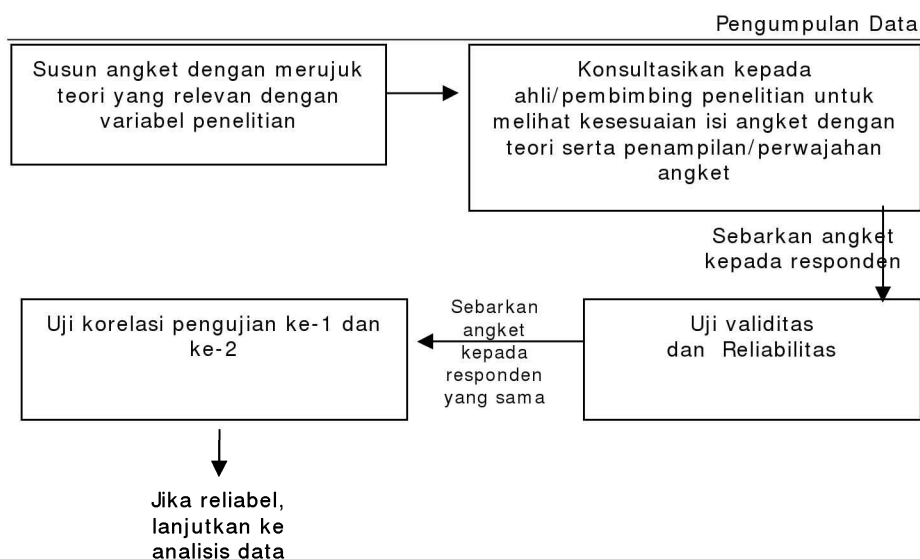 Pengumpulan Data
Susun angket dengan merujuk
teori yang relevan dengan
variabel penelitian
Konsultasikan kepada
ahli/pembimbing penelitian untuk
melihat kesesuaian isi angket dengan
teori serta penampilan/perwajahan
angket
Sebarkan angket
kepada responden
Uji validitas
dan Reliabilitas
Sebarkan
angket
kepada
responden
yang sama
Uji korelasi pengujian ke-1 dan
ke-2
Jika reliabel,
lanjutkan ke
analisis data